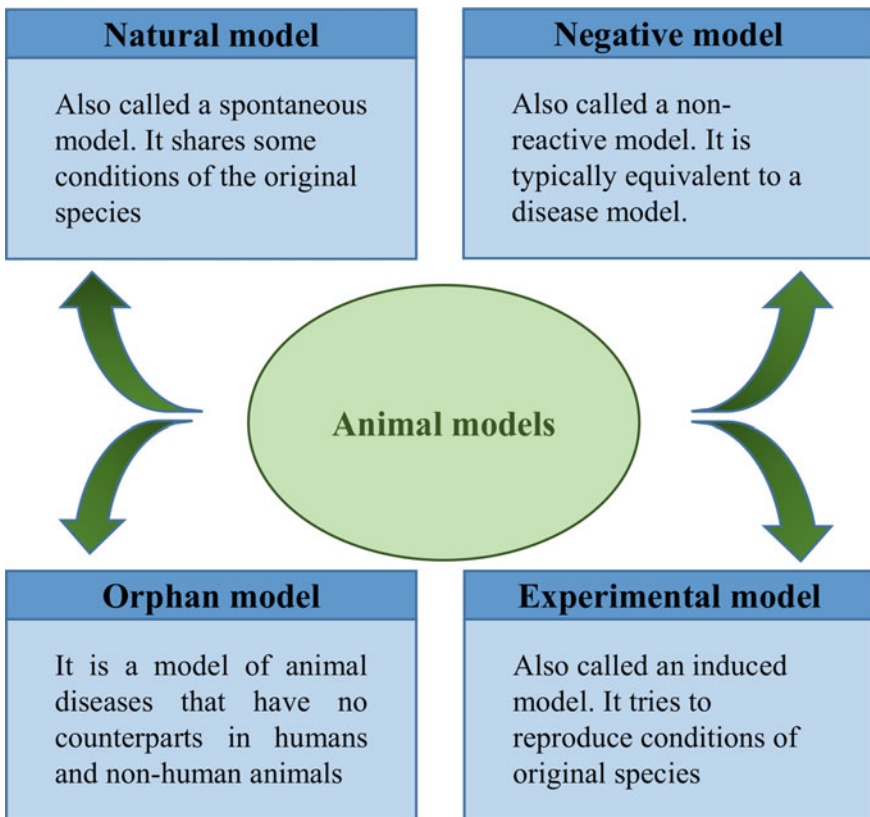 Natural model
Also called a spontaneous
model. It shares some
conditions of the original
species
Negative model
Also called a non-
reactive model. It is
typically equivalent to a
disease model.
Animal models
Orphan model
It is a model of animal
diseases that have no
counterparts in humans
and non-human animals
Experimental model
Also called an induced
model. It tries to
reproduce conditions of
original species